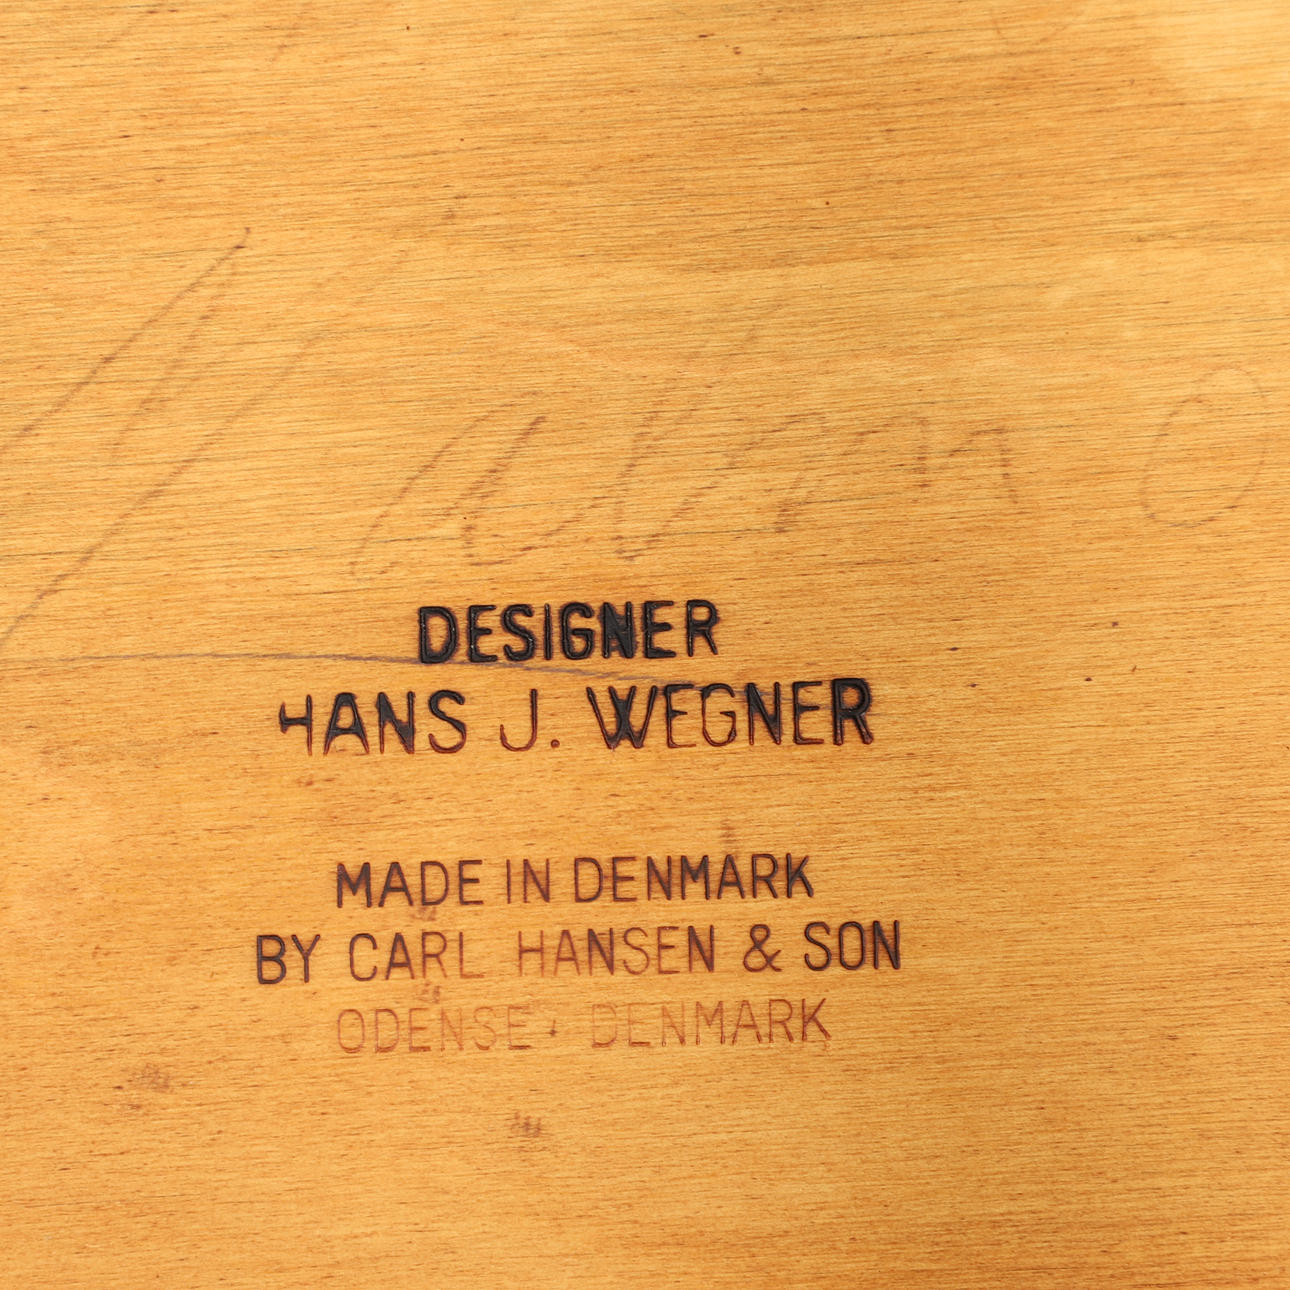 DESIGNER
HANS J. WEGNER
MADE IN DENMARK
BY CARL HANSEN & SON
ODENSE · DENMARK